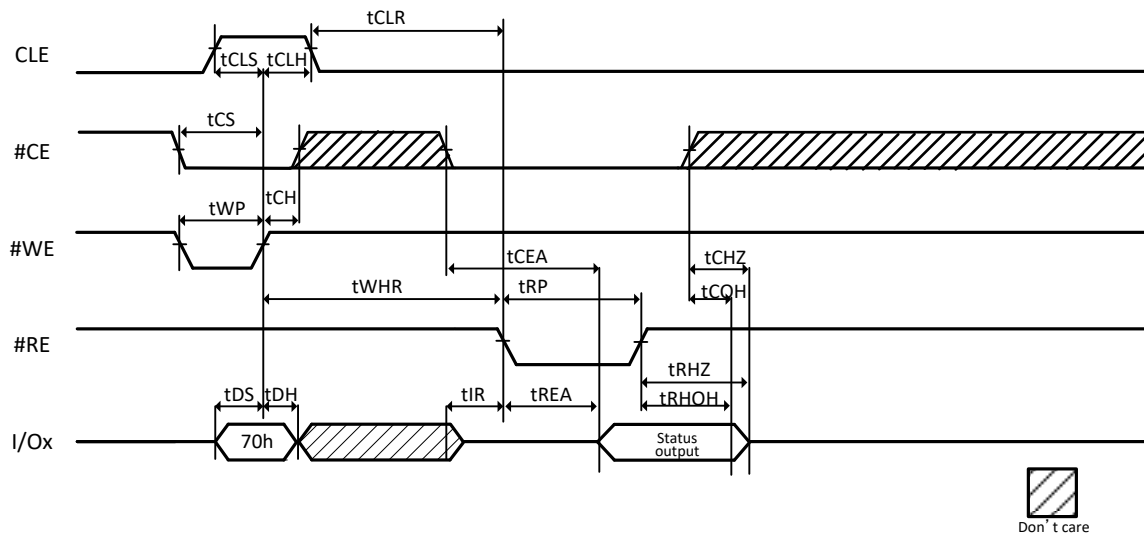 tCLR
CLE
tCLS
tCLH
tCS
#CE
tCH
tWP
#WE
tCEA
tCHZ
tWHR
tRP
tCOH
#RE
tRHZ
tDS
tDH
tIR
tREA
tRHOH
I/Ox
70h
Status
output
Don't care